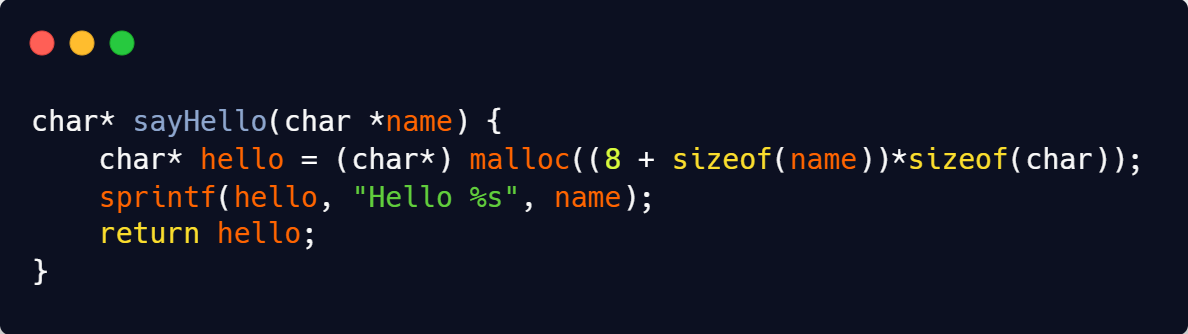 char* sayHello(char *name) {
    char* hello = (char*) malloc((8 + sizeof(name))*sizeof(char));
    sprintf(hello, "Hello %s", name);
    return hello;
}